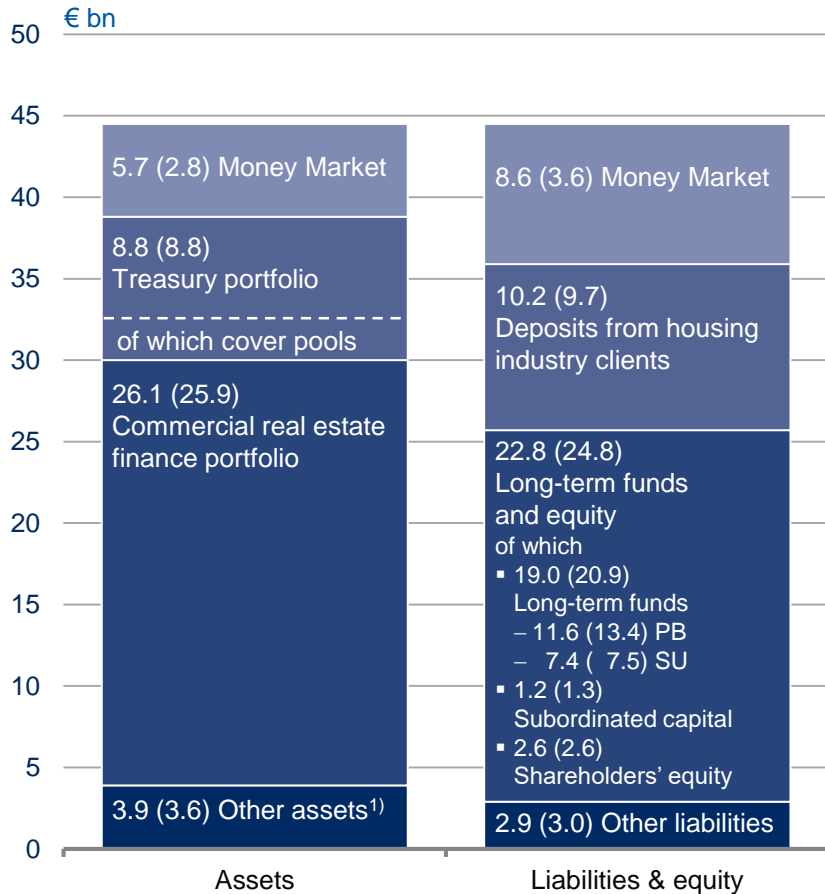 € bn
50
45
40
35
30
25
20
15
10
5
0
5.7 (2.8) Money Market
8.8 (8.8)
Treasury portfolio
of which cover pools
26.1 (25.9)
Commercial real estate
finance portfolio
3.9 (3.6) Other assets¹⁾
Assets
8.6 (3.6) Money Market
10.2 (9.7)
Deposits from housing
industry clients
22.8 (24.8)
Long-term funds
and equity
of which
▪ 19.0 (20.9)
Long-term funds
– 11.6 (13.4) PB
– 7.4 ( 7.5) SU
▪ 1.2 (1.3)
Subordinated capital
▪ 2.6 (2.6)
Shareholders’ equity
2.9 (3.0) Other liabilities
Liabilities & equity